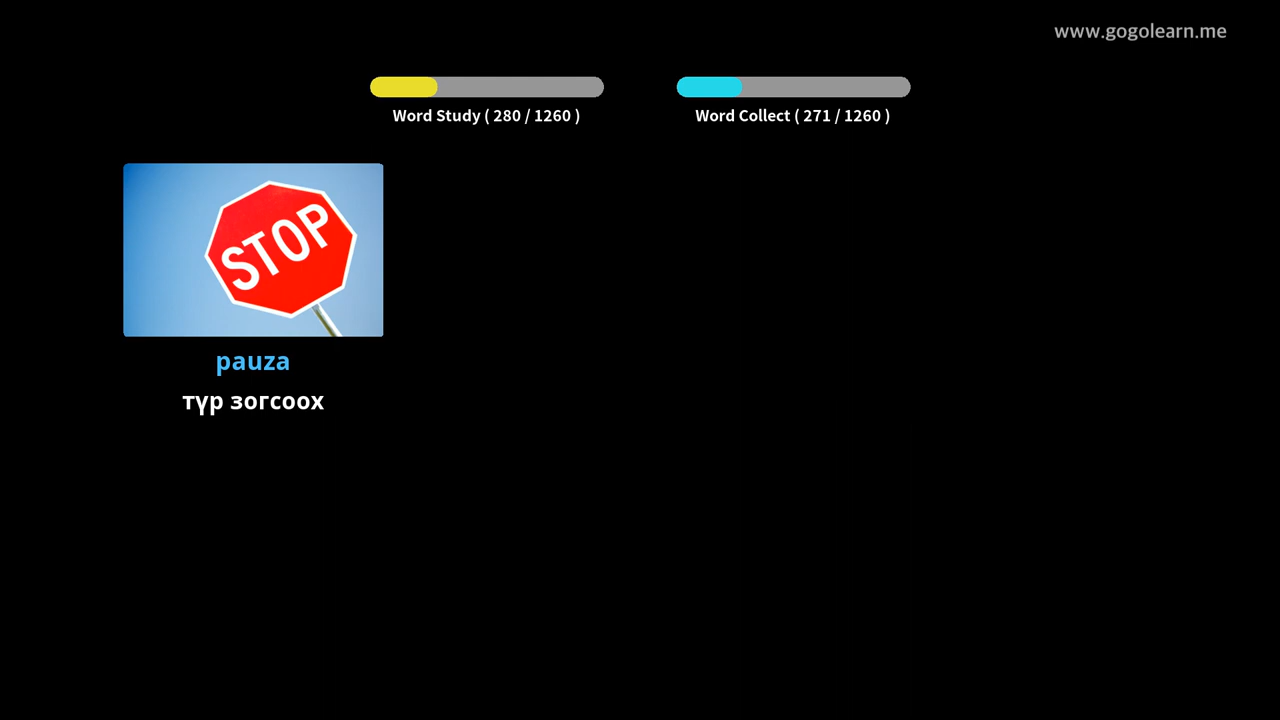 www.gogolearn.me
Word Study ( 280 / 1260 )
Word Collect ( 271 / 1260 )
STOP
pauza
түр зогсоох